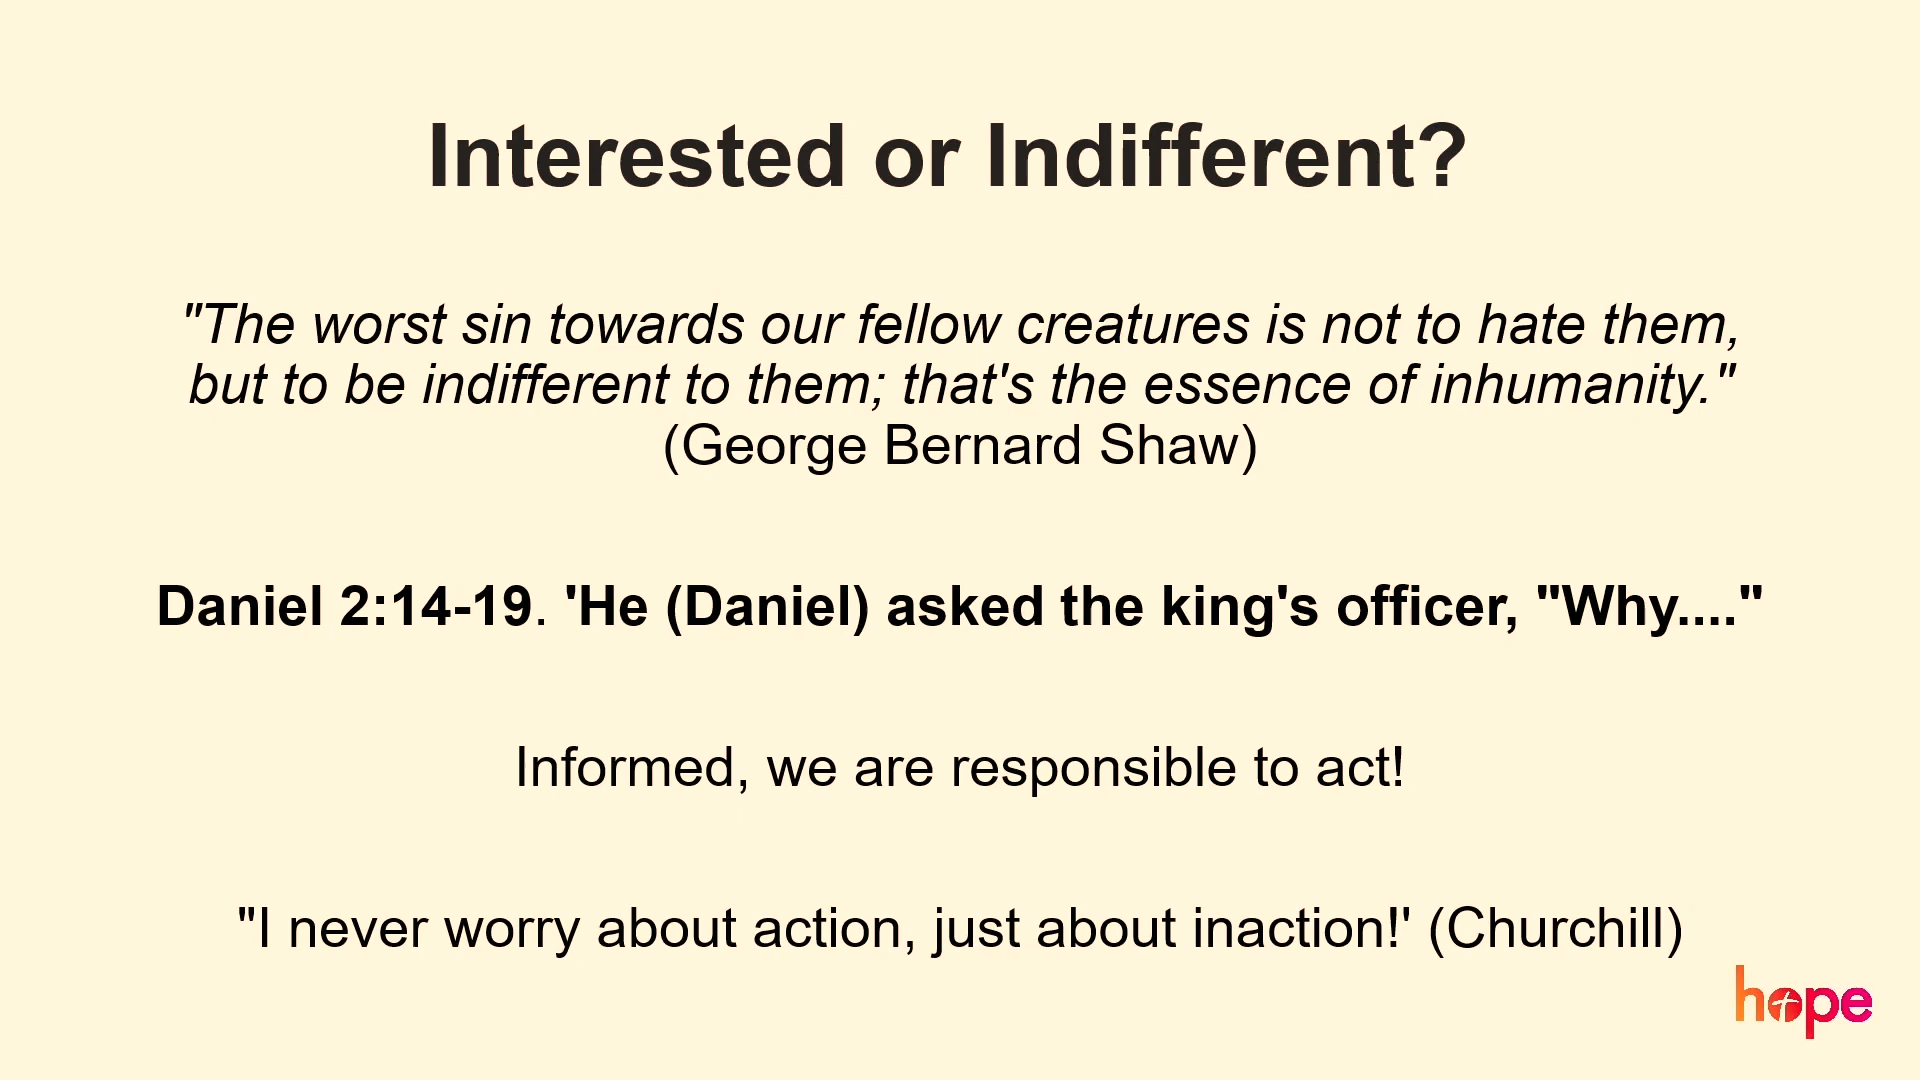 Interested or Indifferent?
"The worst sin towards our fellow creatures is not to hate them,
but to be indifferent to them; that's the essence of inhumanity."
(George Bernard Shaw)
Daniel 2:14-19. 'He (Daniel) asked the king's officer, "Why...."
Informed, we are responsible to act!
"I never worry about action, just about inaction!' (Churchill)
hope